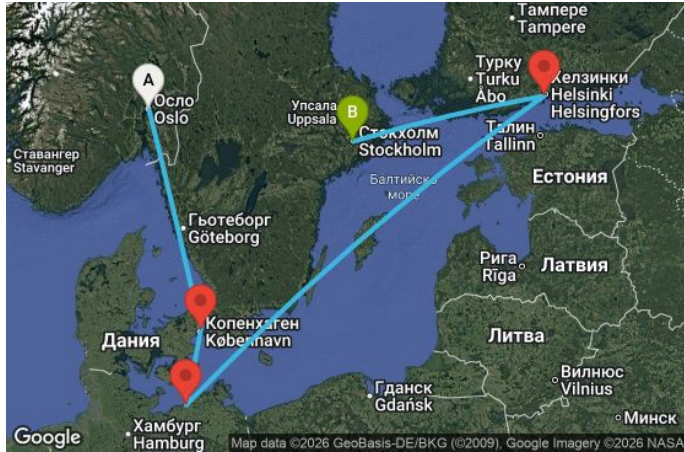 Тампере
Tampere
A
Осло
Oslo
Турку
Turku
Åbo
Хелзинки
Helsinki
Helsingfors
Упсала
Uppsala
B
Стокхолм
Stockholm
Талин
Tallinn
Ставангер
Stavanger
Балтийско
море
Естония
Гьотеборг
Göteborg
Рига
Rīga
Латвия
Копенхаген
København
Дания
Литва
Вилнюс
Vilnius
Гданск
Gdańsk
Минск
Хамбург
Hamburg
Google
Map data ©2026 GeoBasis-DE/BKG (©2009), Google Imagery ©2026 NASA